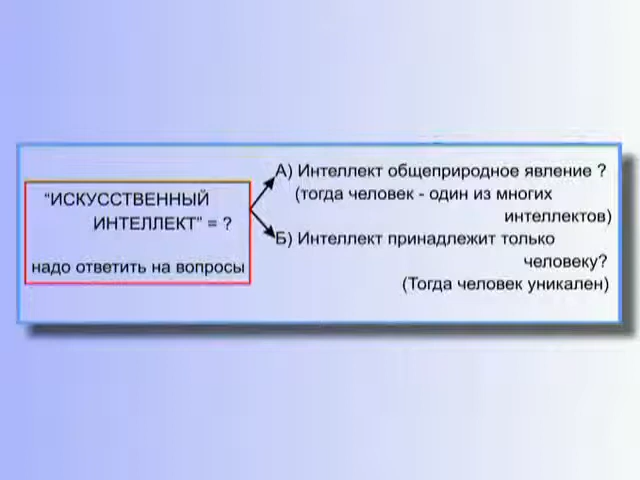 “ИСКУССТВЕННЫЙ
ИНТЕЛЛЕКТ” = ?
надо ответить на вопросы
А) Интеллект общеприродное явление ?
(тогда человек - один из многих
интеллектов)
Б) Интеллект принадлежит только
человеку?
(Тогда человек уникален)